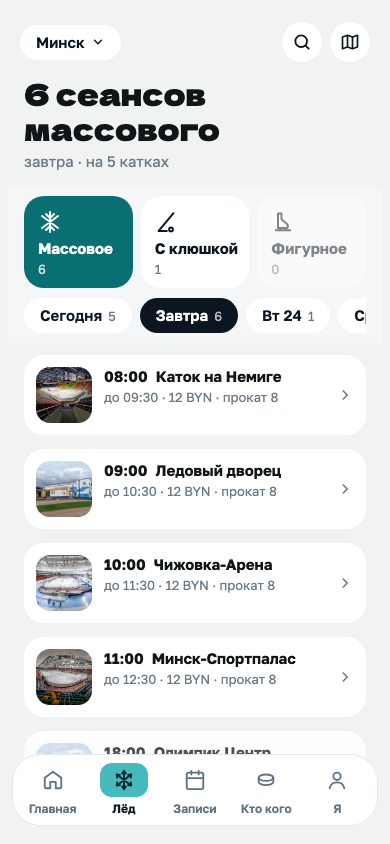 Минск
6 сеансов
массового
завтра · на 5 катках
Массовое
6
С клюшкой
1
Фигурное
0
Сегодня 5
Завтра 6
Вт 24 1
08:00 Каток на Немиге
до 09:30 · 12 BYN · прокат 8
09:00 Ледовый дворец
до 10:30 · 12 BYN · прокат 8
10:00 Чижовка-Арена
до 11:30 · 12 BYN · прокат 8
11:00 Минск-Спортпалас
до 12:30 · 12 BYN · прокат 8
18:00 Олимпик Центр
Главная
Лёд
Записи
Кто кого
Я